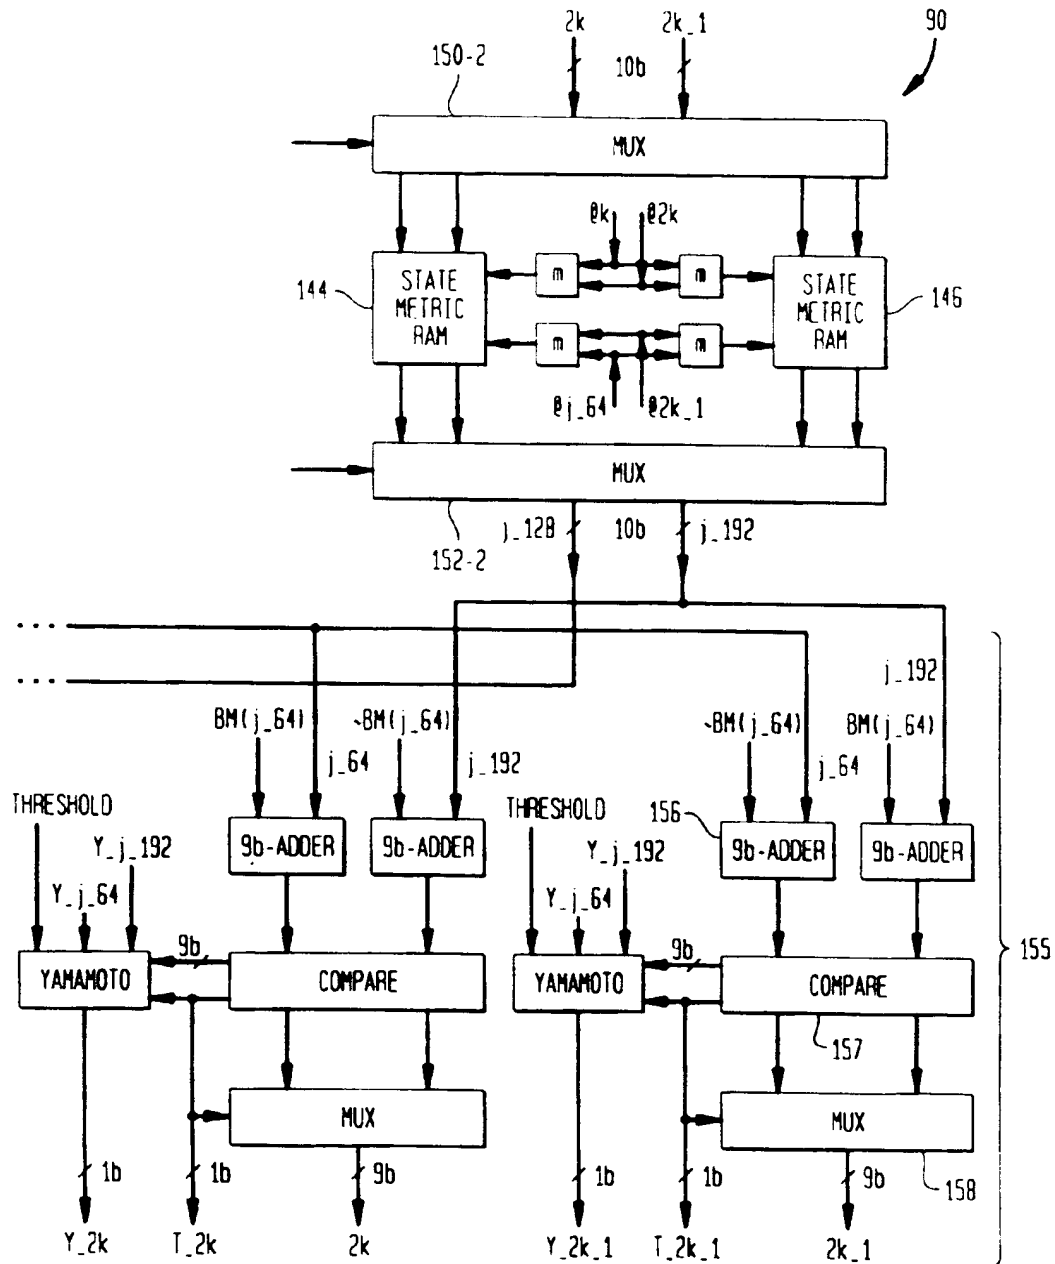 2k 2k_1 90
150-2 10b
MUX
@k @2k
144 STATE METRIC RAM m m STATE METRIC RAM 146
m m
@j_64 @2k_1
MUX
j_128 10b j_192
152-2
. . .
j_192
. . .
BM(j_64) ~BM(j_64) ~BM(j_64) BM(j_64)
j_64 j_192 j_64
THRESHOLD THRESHOLD 156
9b-ADDER 9b-ADDER 9b-ADDER 9b-ADDER
Y_j_192 Y_j_192
Y_j_64 Y_j_64
9b 9b 155
YAMAMOTO COMPARE YAMAMOTO COMPARE
157
MUX MUX
1b 1b 9b 1b 1b 9b 158
Y_2k T_2k 2k Y_2k_1 T_2k_1 2k_1